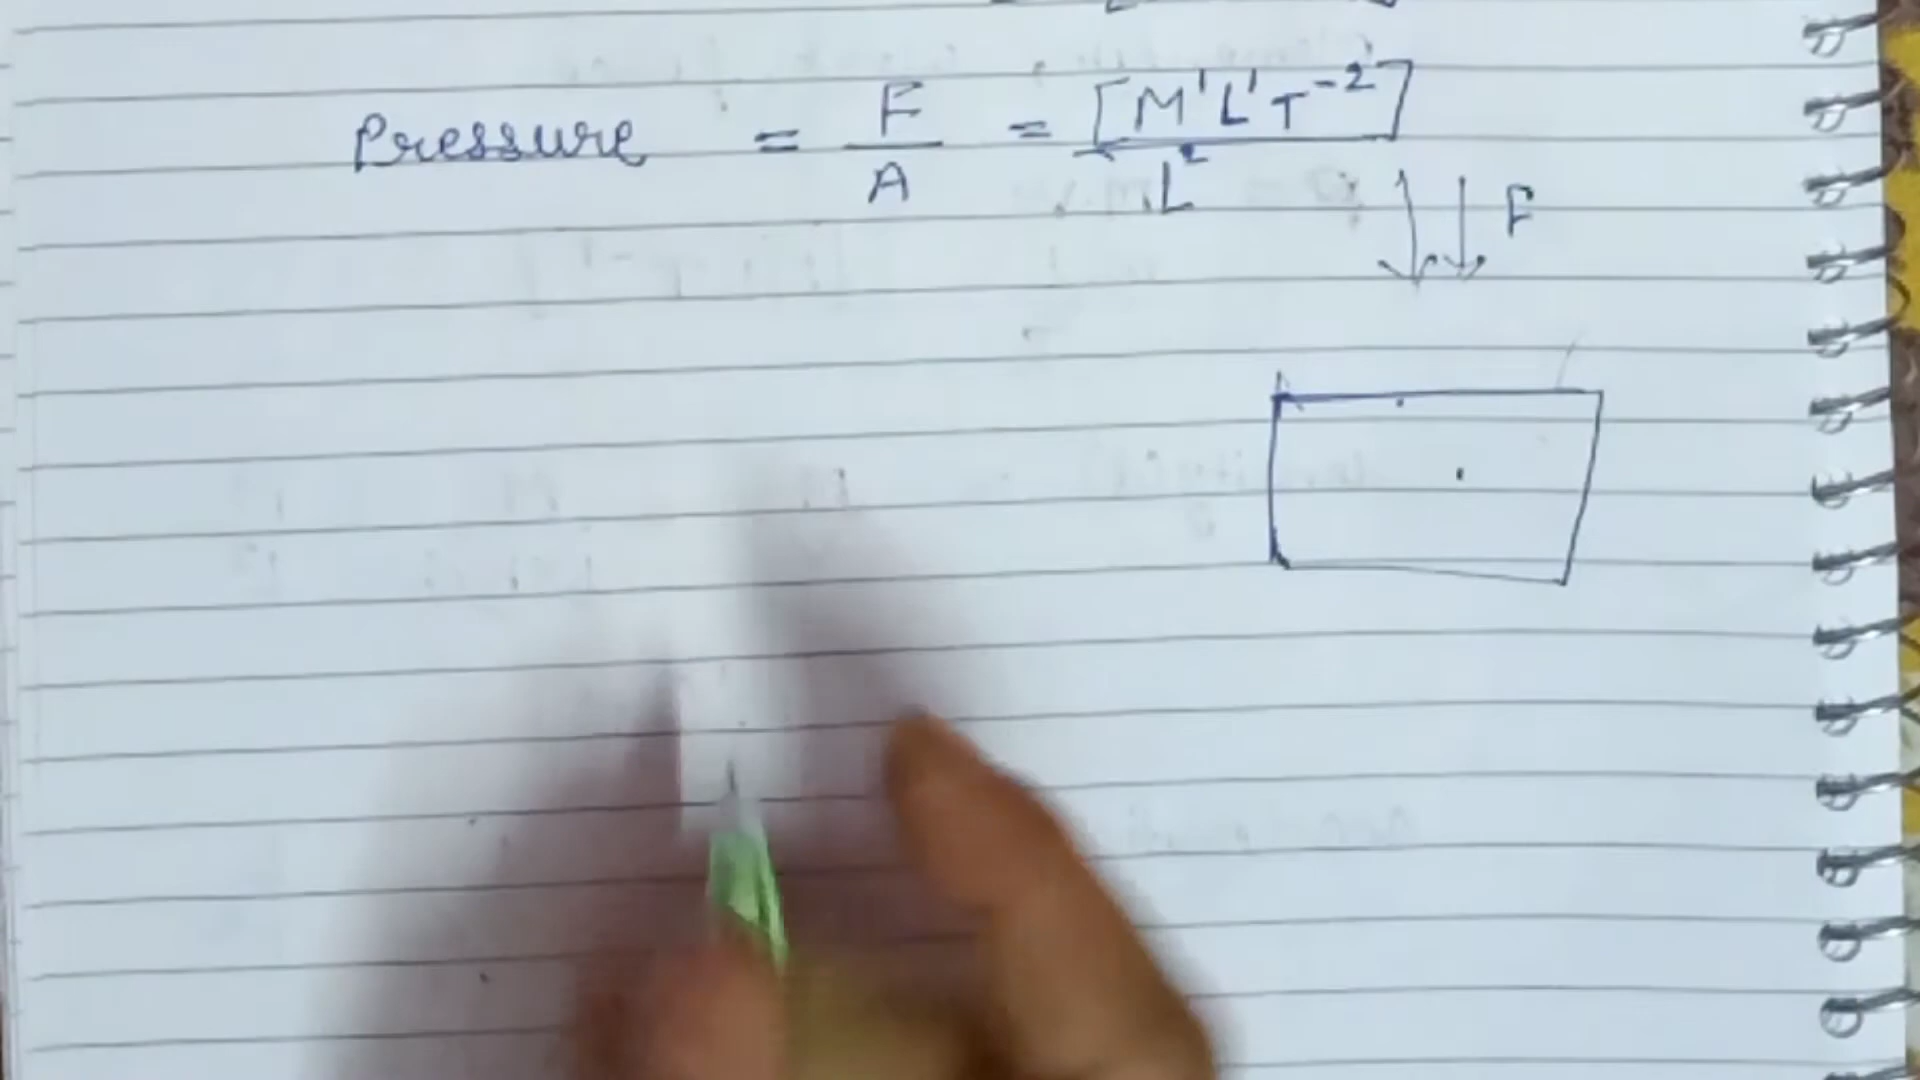 Pressure = F/A = [M¹L¹T⁻²]/L²
F